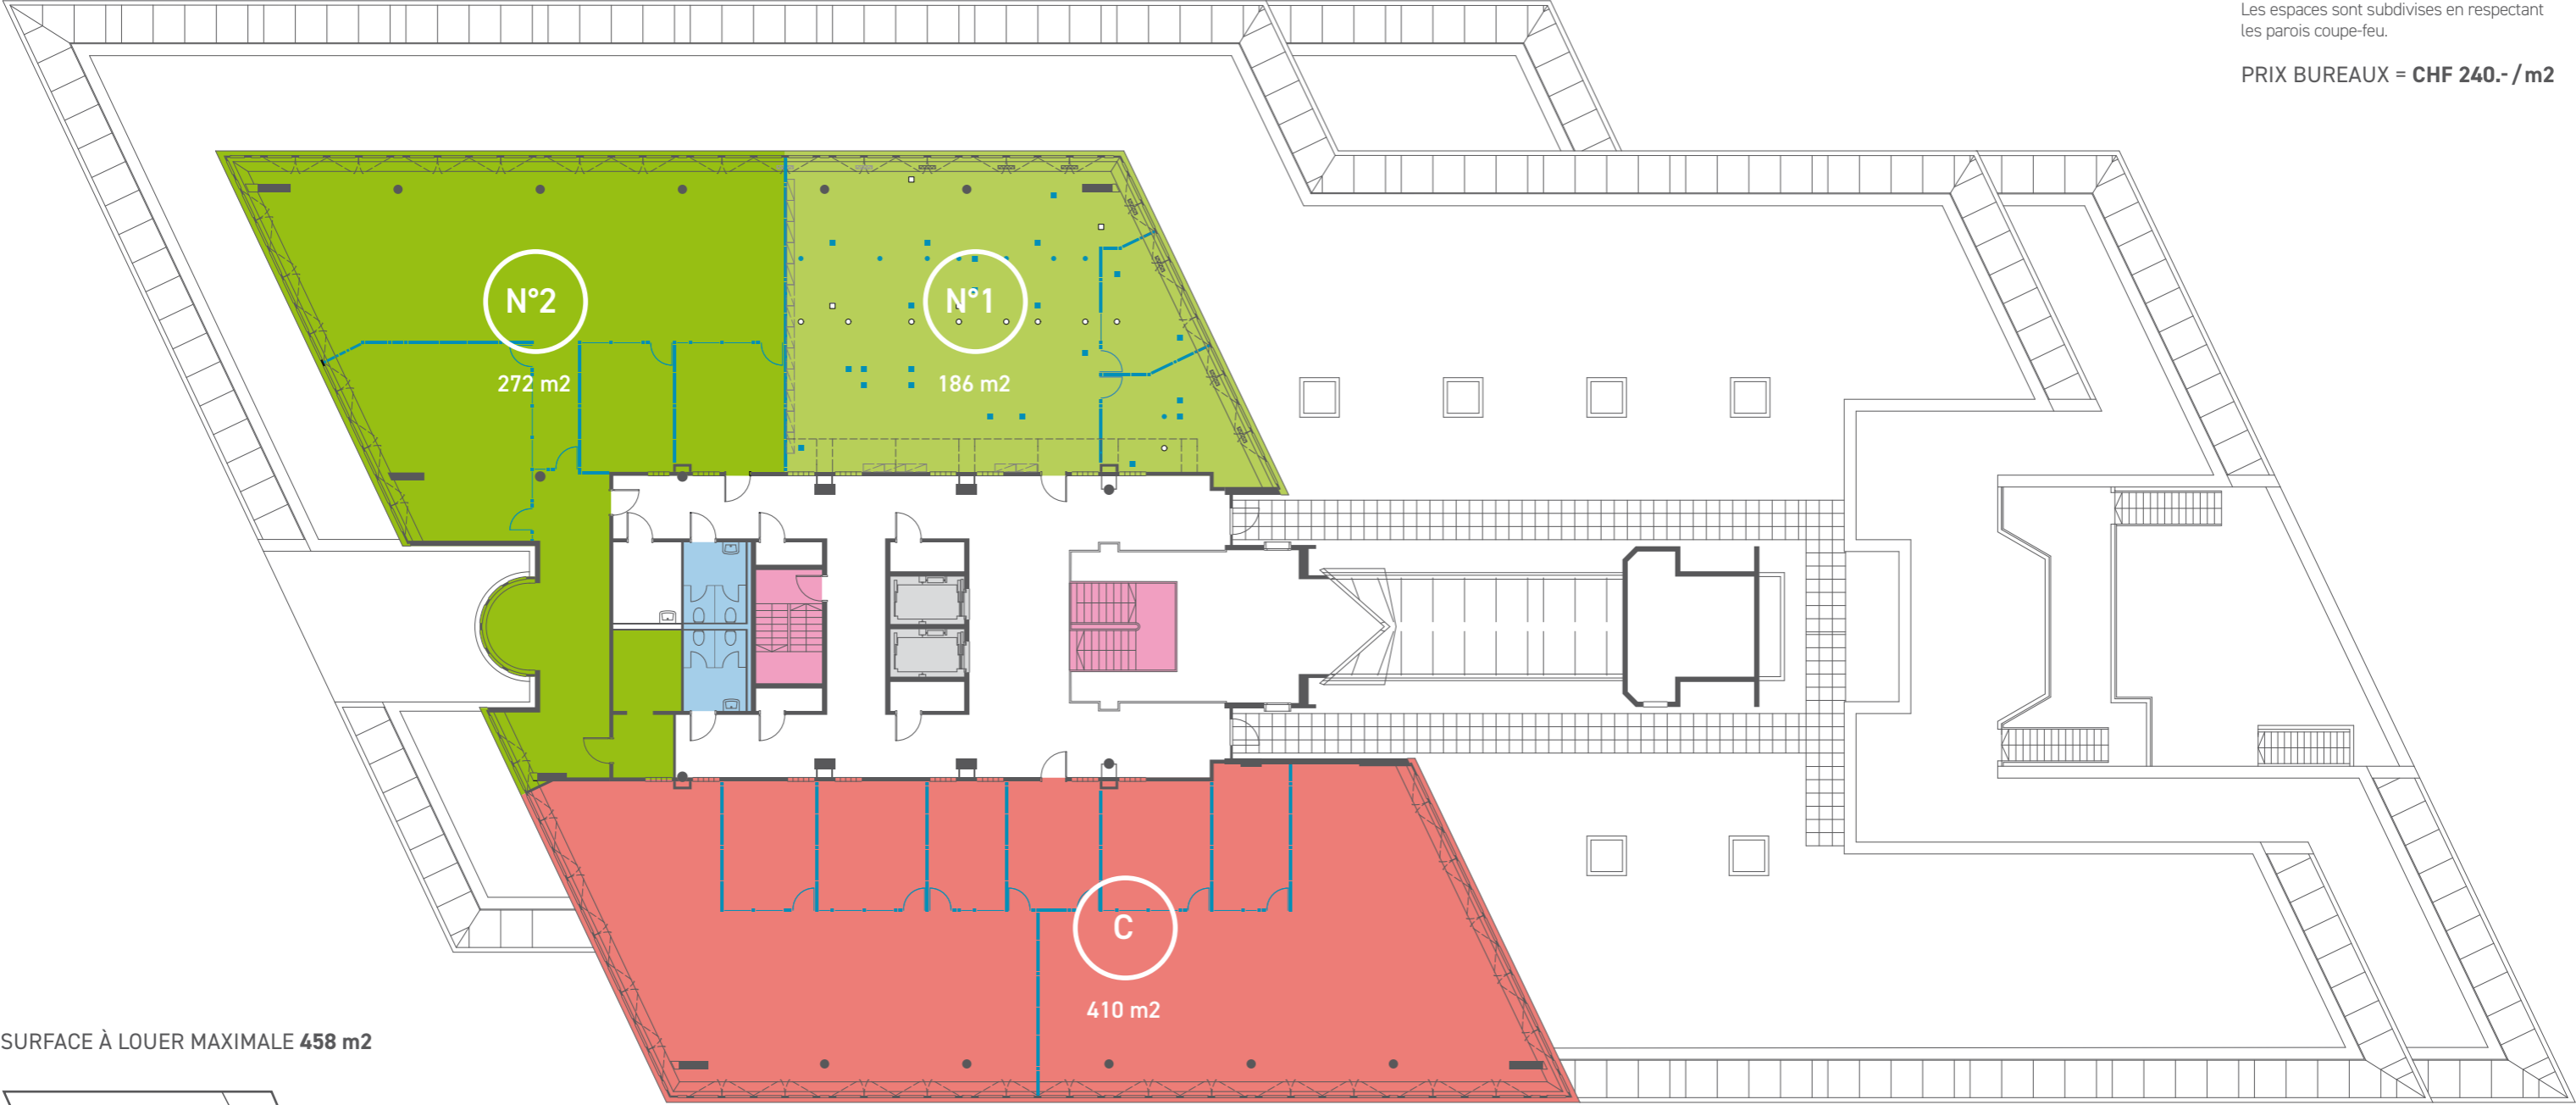 Les espaces sont subdivises en respectant
les parois coupe-feu.
PRIX BUREAUX = CHF 240.- / m2
N°2
272 m2
N°1
186 m2
C
410 m2
SURFACE À LOUER MAXIMALE 458 m2